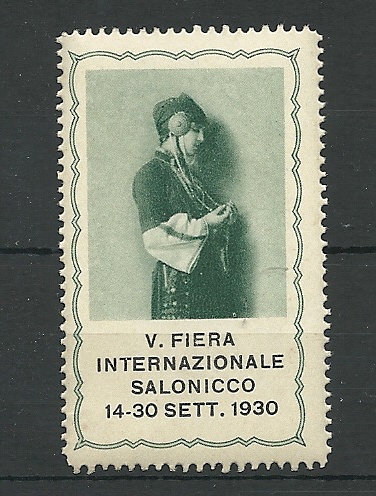 V. FIERA
INTERNAZIONALE
SALONICCO
14-30 SETT. 1930